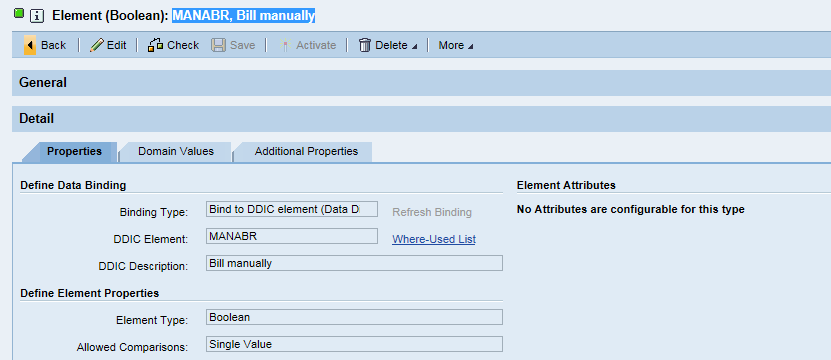 Element (Boolean): MANABR, Bill manually
Back Edit Check Save Activate Delete More
General
Detail
Properties Domain Values Additional Properties
Define Data Binding Element Attributes
Binding Type: Bind to DDIC element (Data D Refresh Binding No Attributes are configurable for this type
DDIC Element: MANABR Where-Used List
DDIC Description: Bill manually
Define Element Properties
Element Type: Boolean
Allowed Comparisons: Single Value